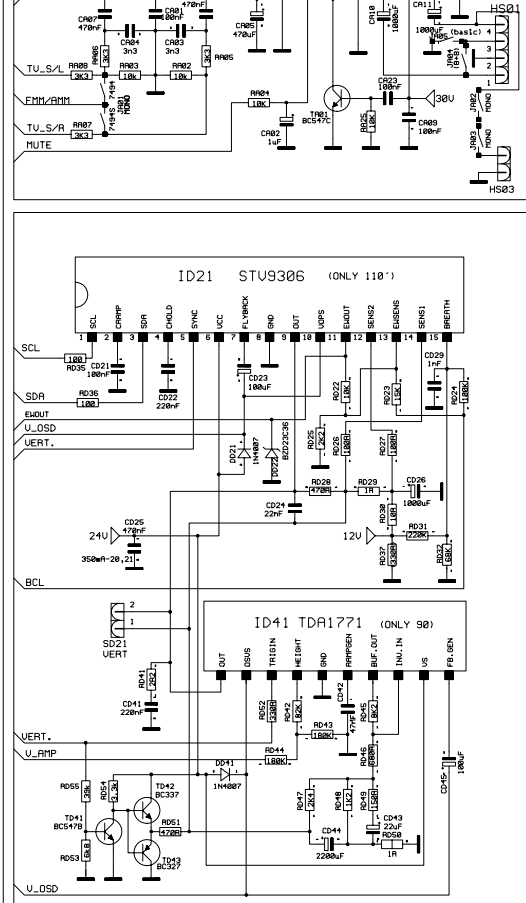 470nF
CA11
HS01
CA07
470nF
CA01
100nF
CA05
470uF
CA10
1000uF
1000uF
JA05
(basic)
CA04
3n3
CA03
3n3
RA06
3K3
RA05
3K3
JA04
(B+B)
4
3
2
1
TV_S/L
RA08
3K3
RA03
10k
RA02
10k
CA23
100nF
30V
FMM/AMM
7494
7494S
JA01
MONO
RA04
10K
TA01
BC547C
RA25
10K
CA09
100nF
JA02
MONO
TV_S/R
RA07
3K3
CA02
1uF
JA03
MONO
MUTE
HS03
ID21 STV9306 (ONLY 110')
SCL
CRAMP
SDA
CHOLD
SYNC
VCC
FLYBACK
GND
OUT
VDPS
EWOUT
SENS2
EWSENS
SENS1
BREATH
1 2 3 4 5 6 7 8 9 10 11 12 13 14 15
SCL
100
RD35
CD21
100nF
CD22
220nF
CD23
100uF
RD22
10K
RD23
15K
CD29
1nF
RD24
100K
SDA
RD36
100
EWOUT
V_OSD
VERT.
DD21
1N4007
DD22
BZD23C36
RD25
2K2
RD26
100R
RD27
100R
RD28
470R
RD29
1R
CD26
1000uF
CD24
22nF
RD30
10R
24V
CD25
470nF
350mA-20,21
12V
RD31
220K
RD37
330R
RD32
68K
BCL
2
1
SD21
VERT
ID41 TDA1771 (ONLY 90)
OUT
OSVS
TRIGIN
HEIGHT
GND
RAMPGEN
BUF.OUT
INV.IN
VS
FB.GEN
RD41
2R2
CD41
220nF
RD52
330R
RD42
82K
RD43
180K
CD42
RD45
8K2
VERT.
V_AMP
RD44
180K
RD46
680R
CD45
100uF
DD41
1N4007
RD55
39k
RD54
3.3k
TD42
BC337
RD47
2K4
RD48
1K2
RD49
150R
TD41
BC547B
RD51
470R
CD43
22uF
CD44
2200uF
RD50
1R
RD53
6k8
TD43
BC327
V_OSD